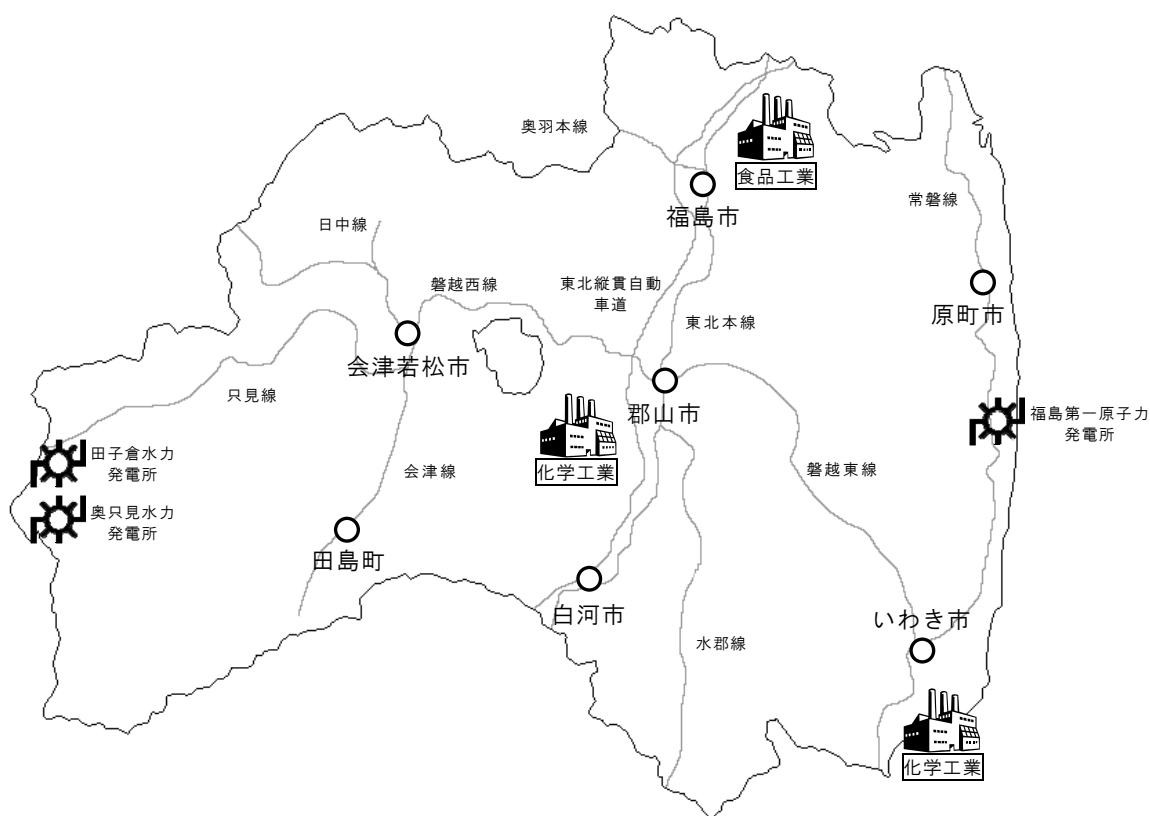 奥羽本線
食品工業
福島市
常磐線
日中線
磐越西線
東北縦貫自動
車道
原町市
東北本線
会津若松市
只見線
郡山市
福島第一原子力
発電所
田子倉水力
発電所
化学工業
会津線
磐越東線
奥只見水力
発電所
田島町
白河市
いわき市
水郡線
化学工業